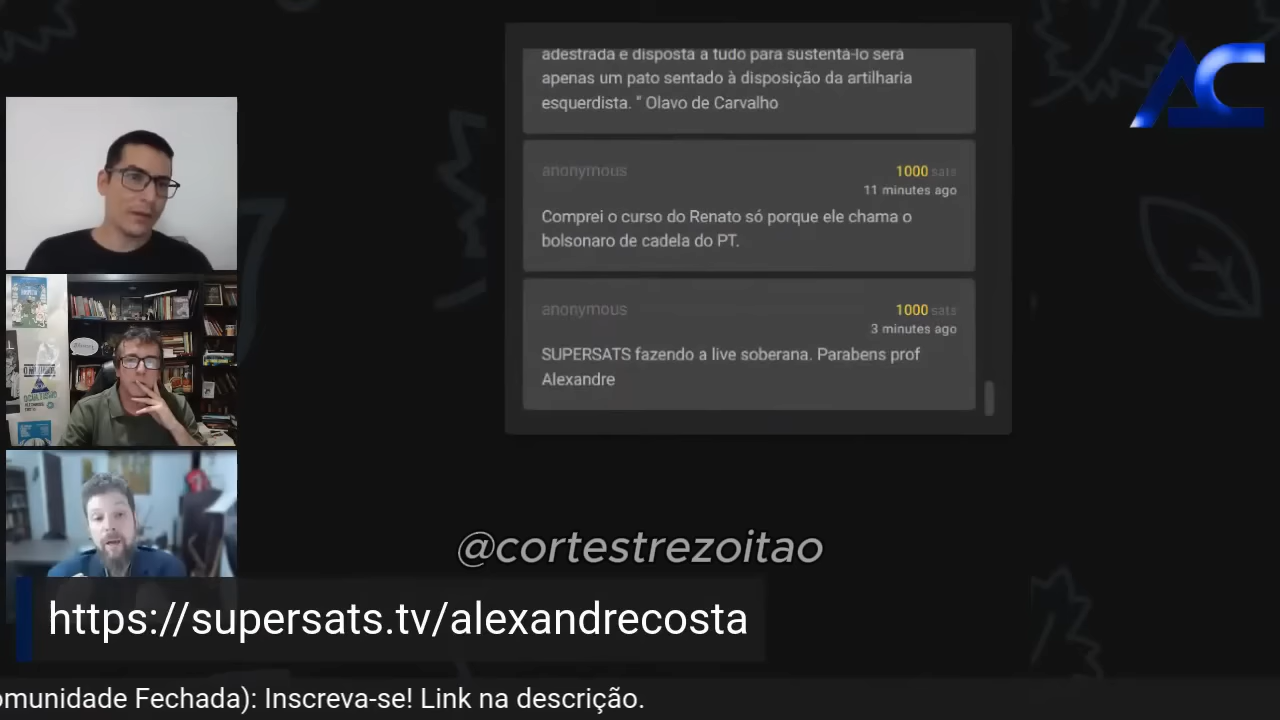 adestrada e disposta a tudo para sustentá-lo será
apenas um pato sentado à disposição da artilharia
esquerdista. " Olavo de Carvalho
anonymous
1000 sats
11 minutes ago
Comprei o curso do Renato só porque ele chama o
bolsonaro de cadela do PT.
anonymous
1000 sats
3 minutes ago
SUPERSATS fazendo a live soberana. Parabens prof
Alexandre
AC
@cortestrezoitao
https://supersats.tv/alexandrecosta
omunidade Fechada): Inscreva-se! Link na descrição.